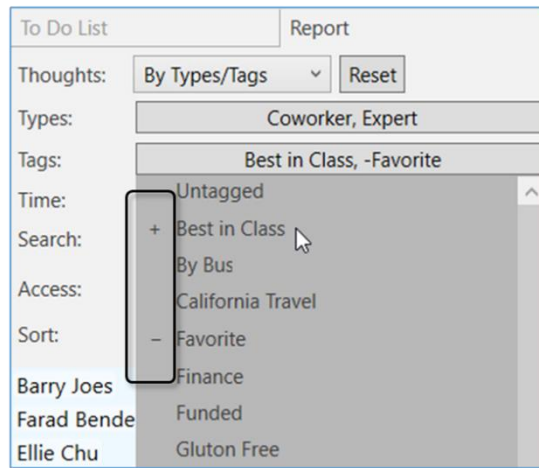 To Do List Report
Thoughts: By Types/Tags Reset
Types: Coworker, Expert
Tags: Best in Class, -Favorite
Time: Untagged
Search: + Best in Class
By Bus
Access: California Travel
Sort: – Favorite
Barry Joes Finance
Farad Bende Funded
Ellie Chu Gluton Free